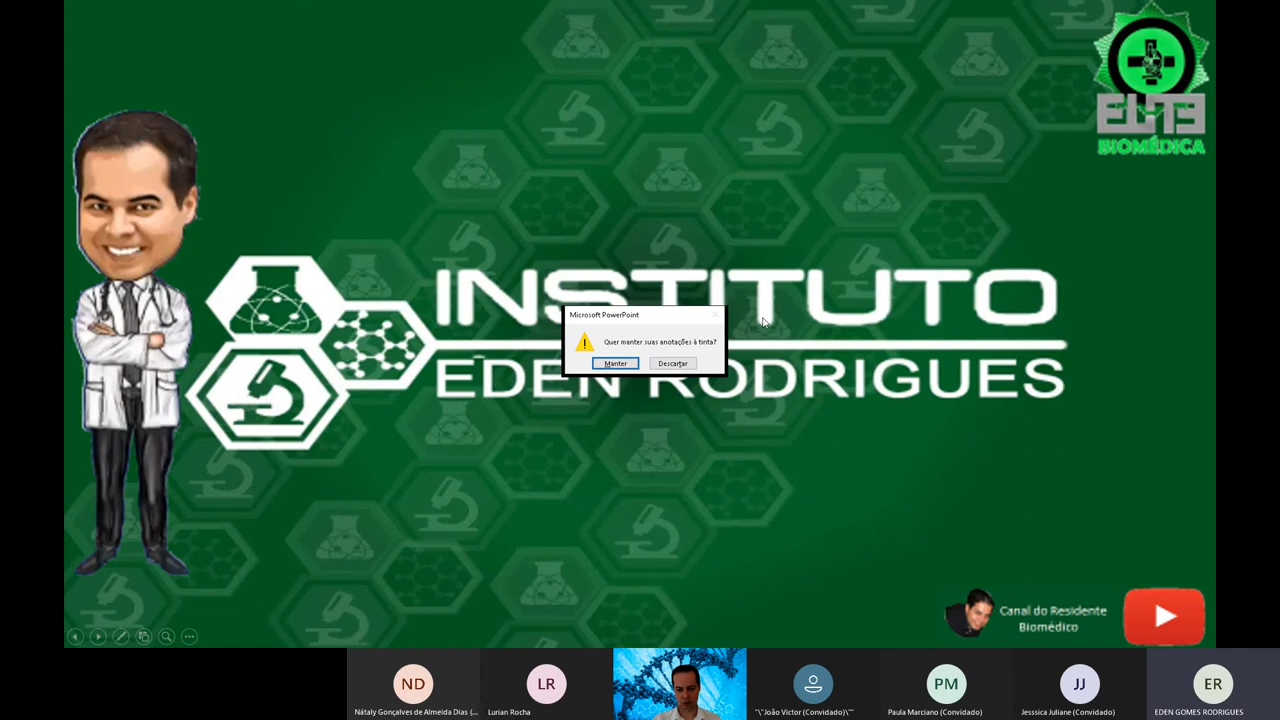 ELITE
BIOMÉDICA
INSTITUTO
EDEN RODRIGUES
Microsoft PowerPoint
Quer manter suas anotações à tinta?
Manter
Descartar
Canal do Residente
Biomédico
ND
LR
PM
JJ
ER
Nátaly Gonçalves de Almeida Dias (...
Lurian Rocha
"\"João Victor (Convidado)\""
Paula Marciano (Convidado)
Jesssica Juliane (Convidado)
EDEN GOMES RODRIGUES